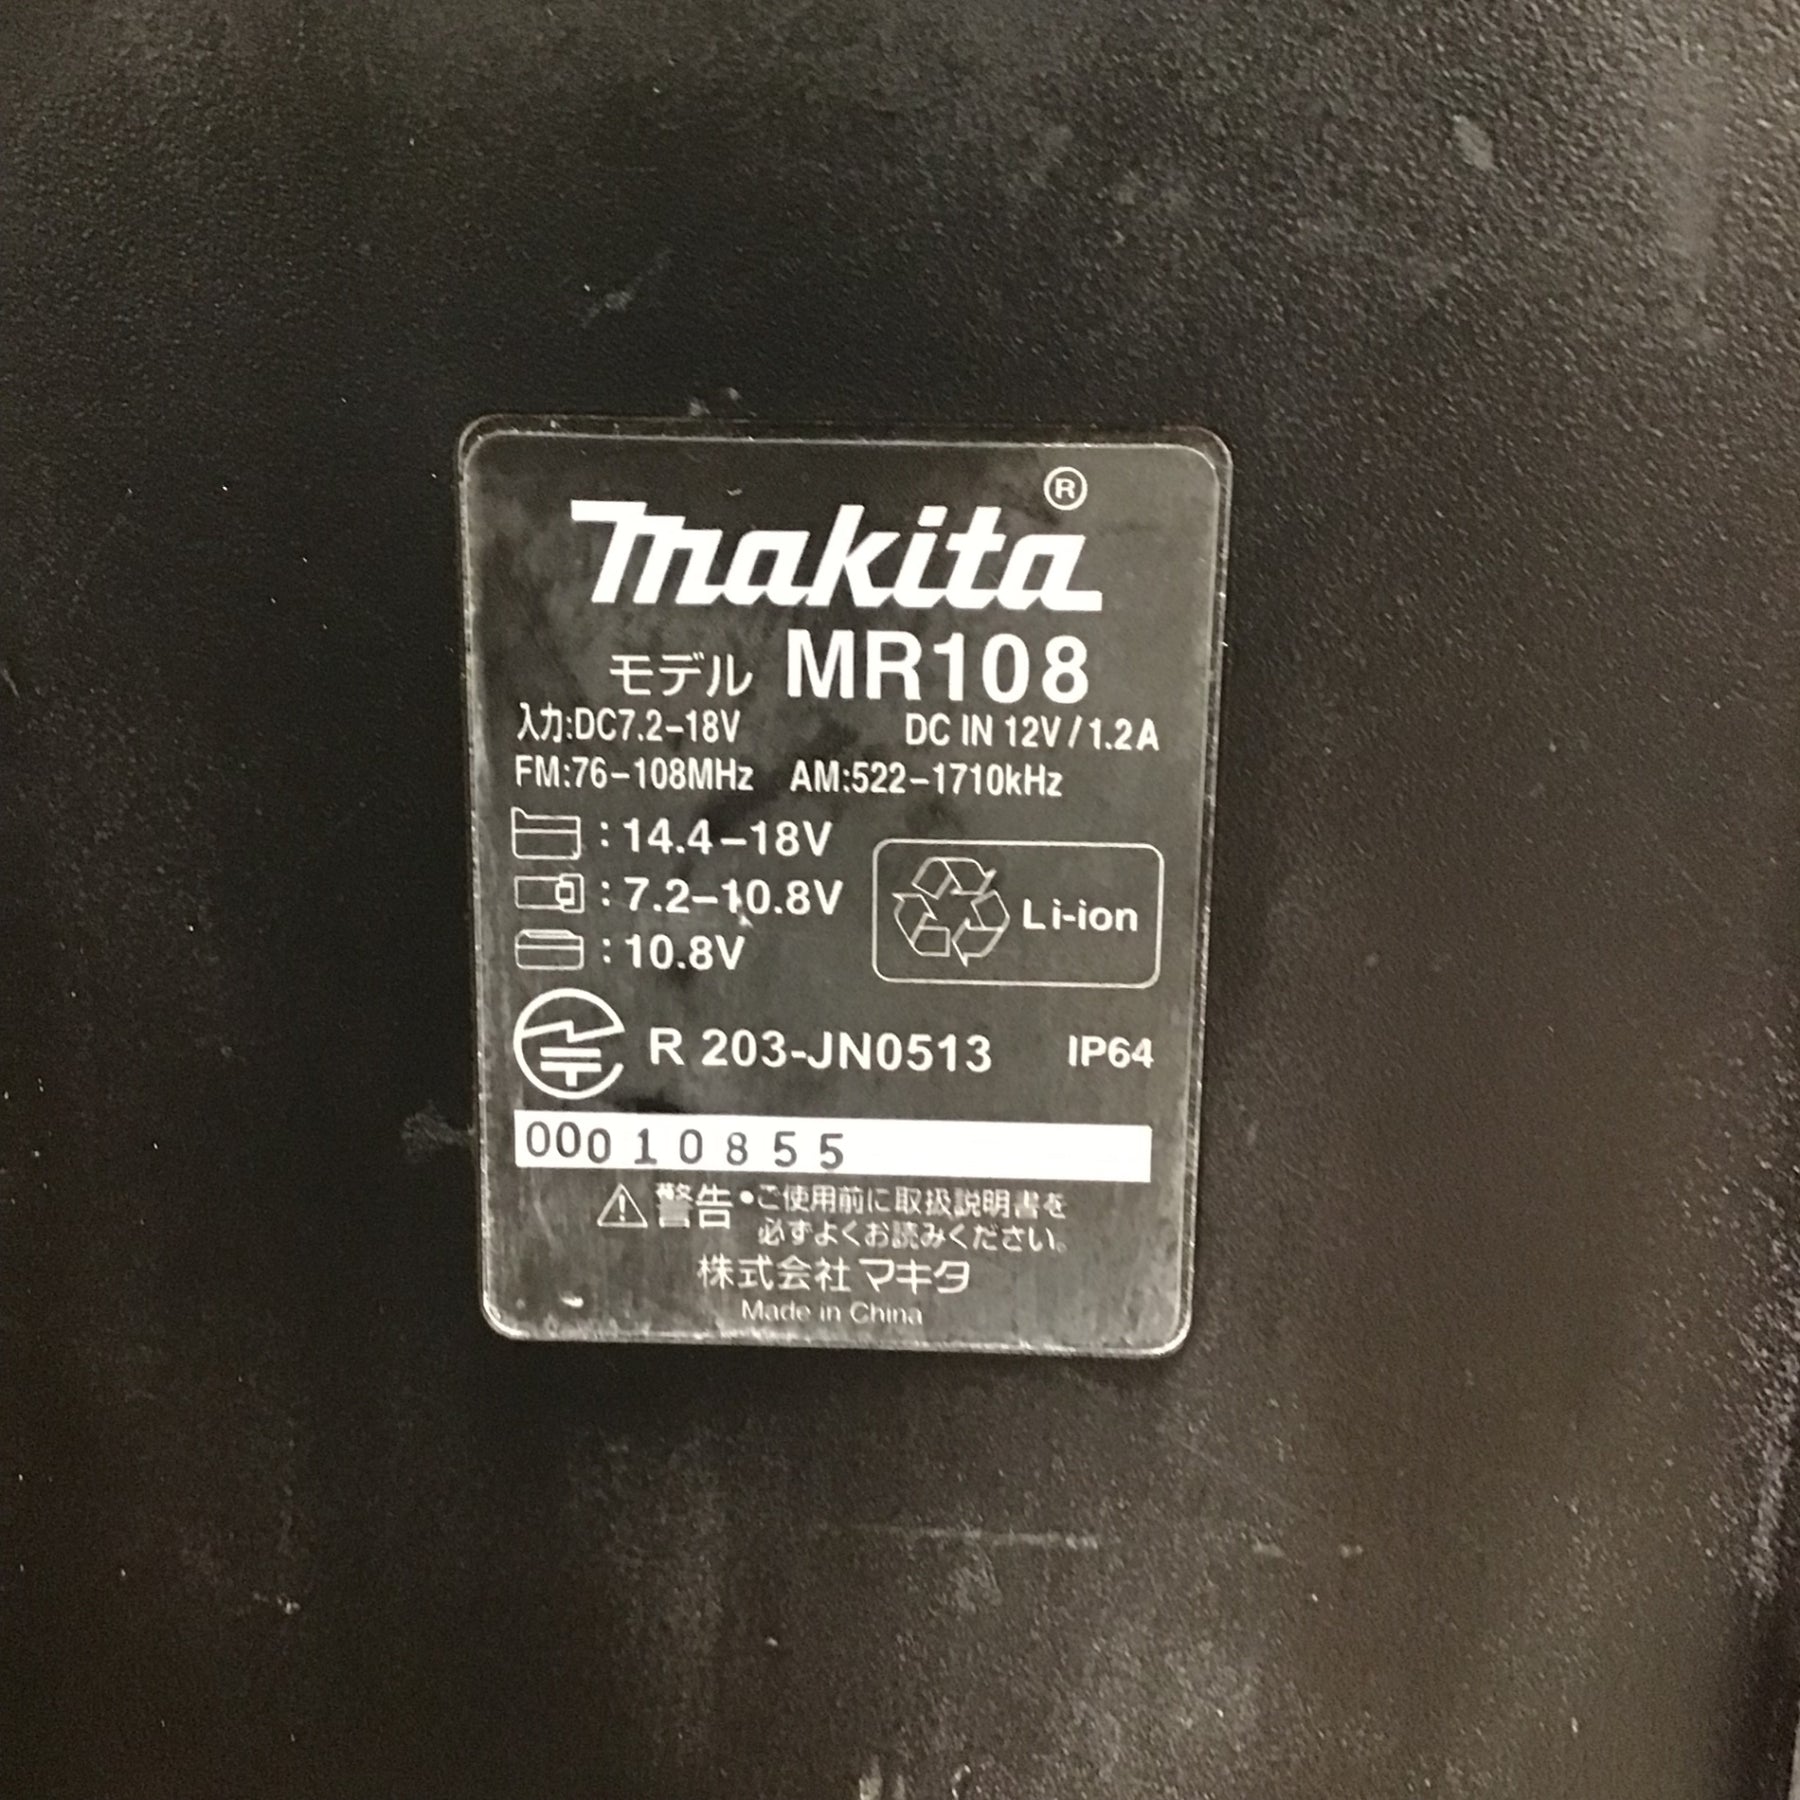 makita®
モデル MR108
入力:DC7.2-18V DC IN 12V/1.2A
FM:76-108MHz AM:522-1710kHz
:14.4-18V
:7.2-10.8V
:10.8V
Li-ion
R 203-JN0513 IP64
00010855
警告 •ご使用前に取扱説明書を
必ずよくお読みください。
株式会社マキタ
Made in China